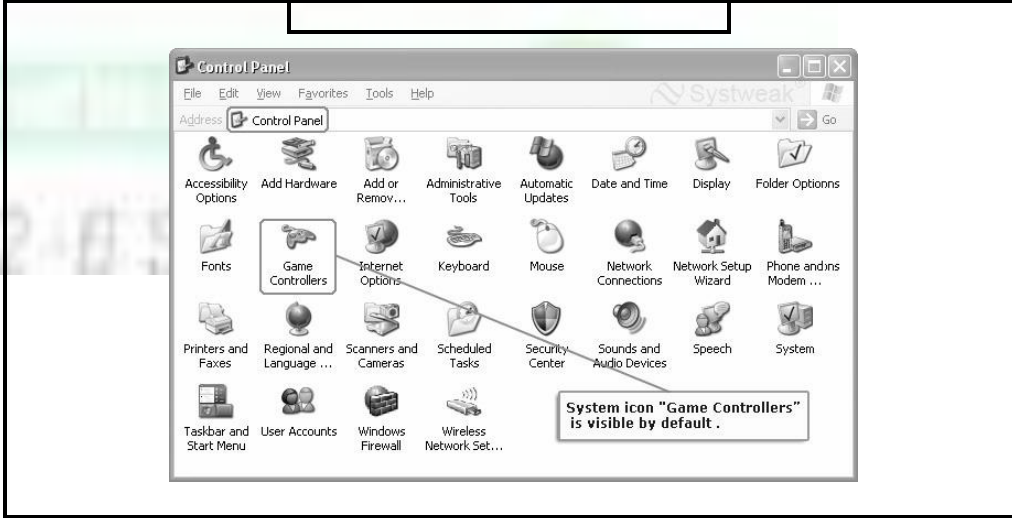 Control Panel
File Edit View Favorites Tools Help
Systweak
Address Control Panel Go
Accessibility Options
Add Hardware
Add or Remov...
Administrative Tools
Automatic Updates
Date and Time
Display
Folder Optionns
Fonts
Game Controllers
Internet Options
Keyboard
Mouse
Network Connections
Network Setup Wizard
Phone andıns Modem ...
Printers and Faxes
Regional and Language ...
Scanners and Cameras
Scheduled Tasks
Security Center
Sounds and Audio Devices
Speech
System
Taskbar and Start Menu
User Accounts
Windows Firewall
Wireless Network Set...
System icon "Game Controllers"
is visible by default .